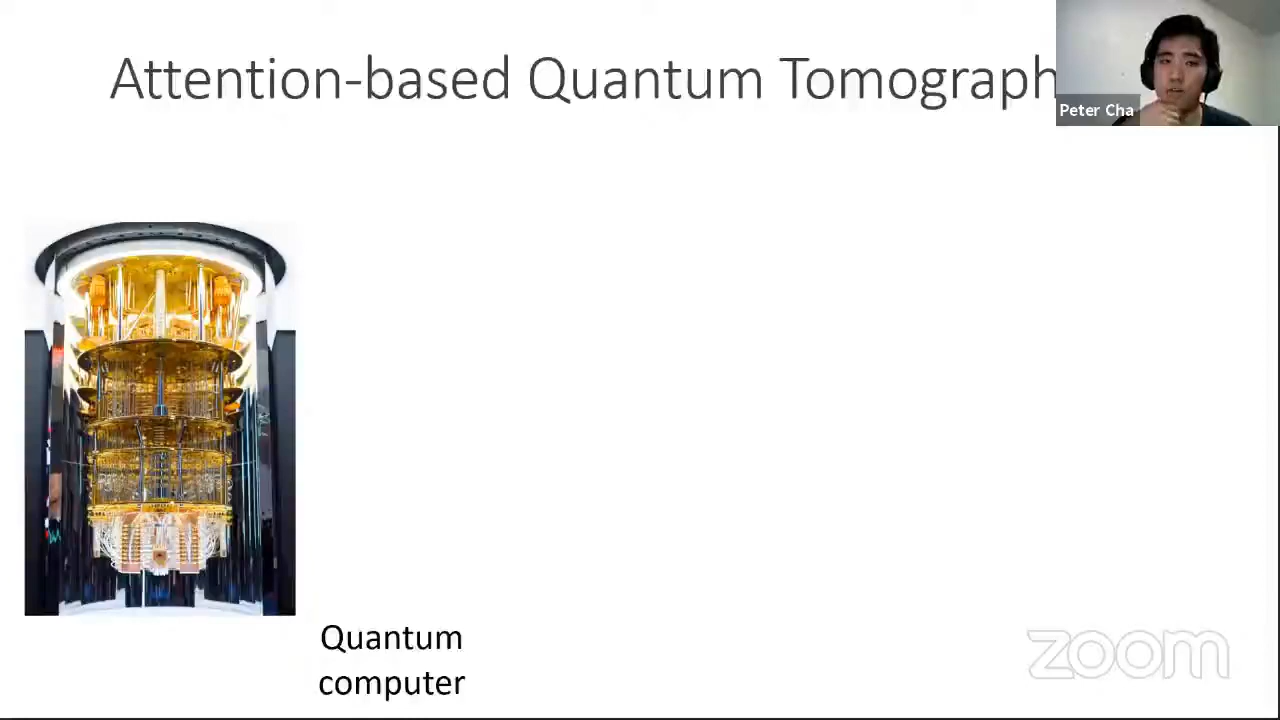 Attention-based Quantum Tomograph
Peter Cha
Quantum
computer
zoom